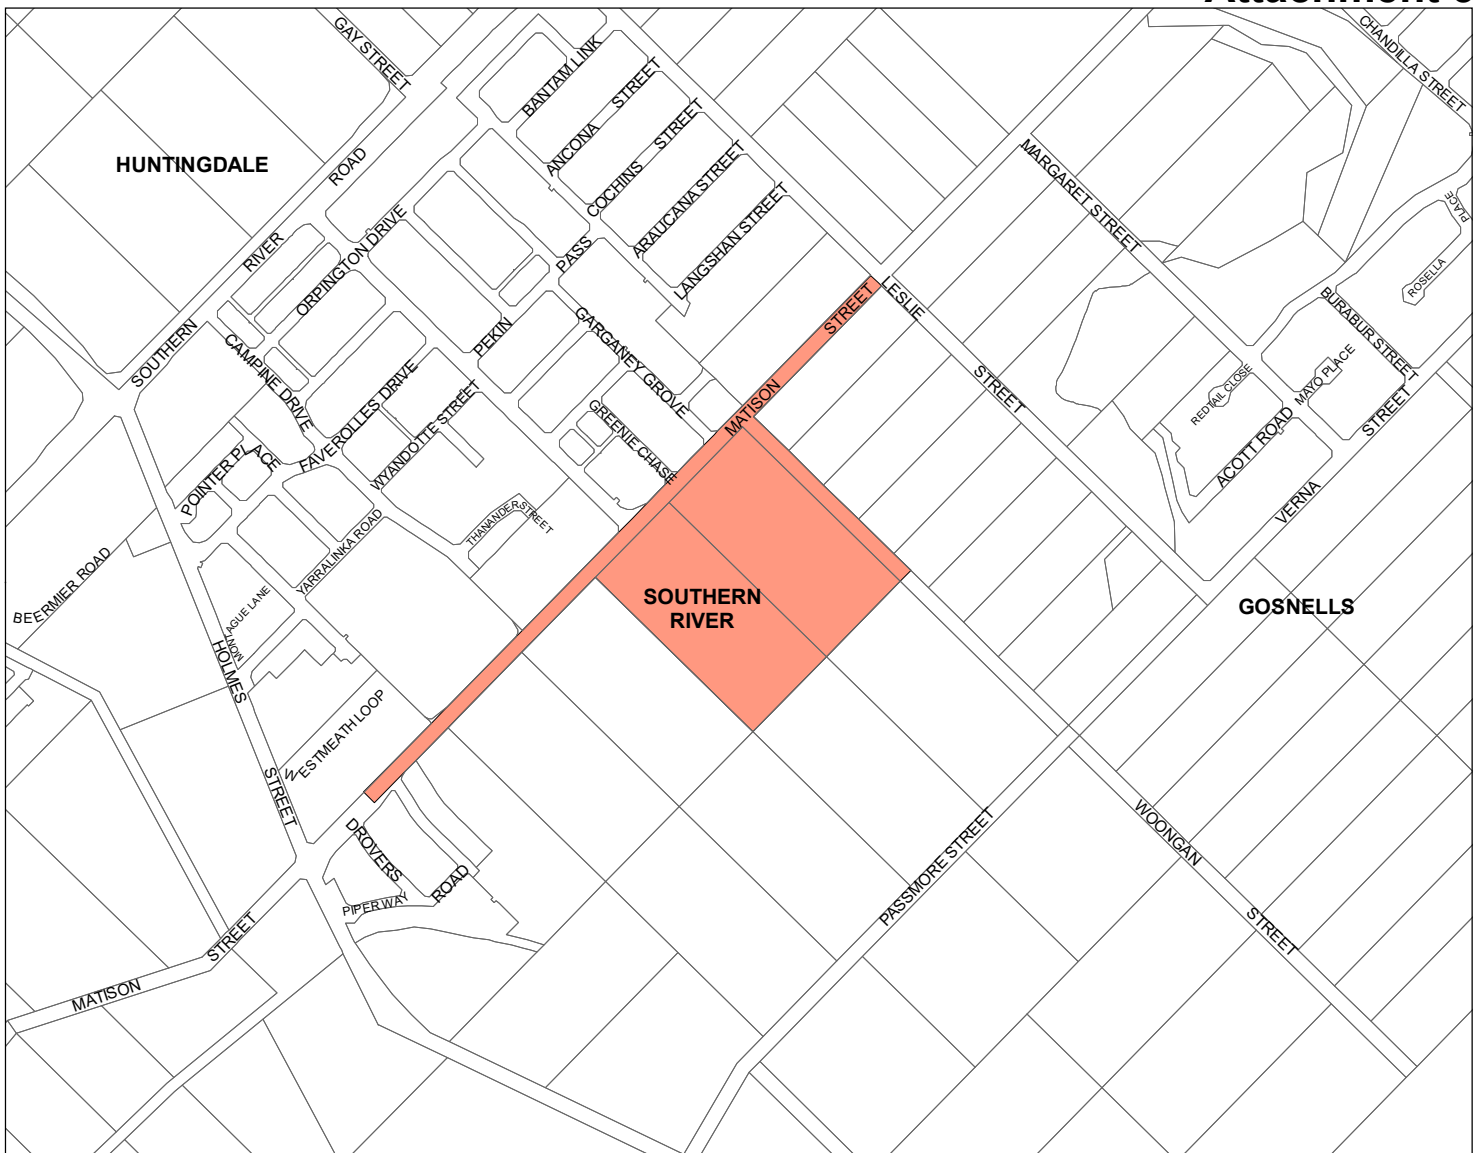 GAY STREET
BANTAM LINK
CHANDILLA STREET
ANCONA STREET
COCHINS STREET
HUNTINGDALE
SOUTHERN RIVER ROAD
ARAUCANA STREET
MARGARET STREET
LANGSHAN STREET
PLACE
ORPINGTON DRIVE
PEKIN PASS
ROSELLA
LESLIE STREET
BURABUR STREET
GARGANEY GROVE
CAMPINE DRIVE
MATISON STREET
FAVEROLLES DRIVE
WYANDOTTE STREET
GREENIE CHASE
MAYO PLACE
REDTAIL CLOSE
ACOTT ROAD
VERNA STREET
POINTER PLACE
THANANDER STREET
YARRALINKA ROAD
BEERMIER ROAD
MONTAGUE LANE
SOUTHERN
RIVER
GOSNELLS
HOLMES STREET
WESTMEATH LOOP
DROVERS ROAD
PIPER WAY
PASSMORE STREET
WOONGAN STREET
MATISON STREET